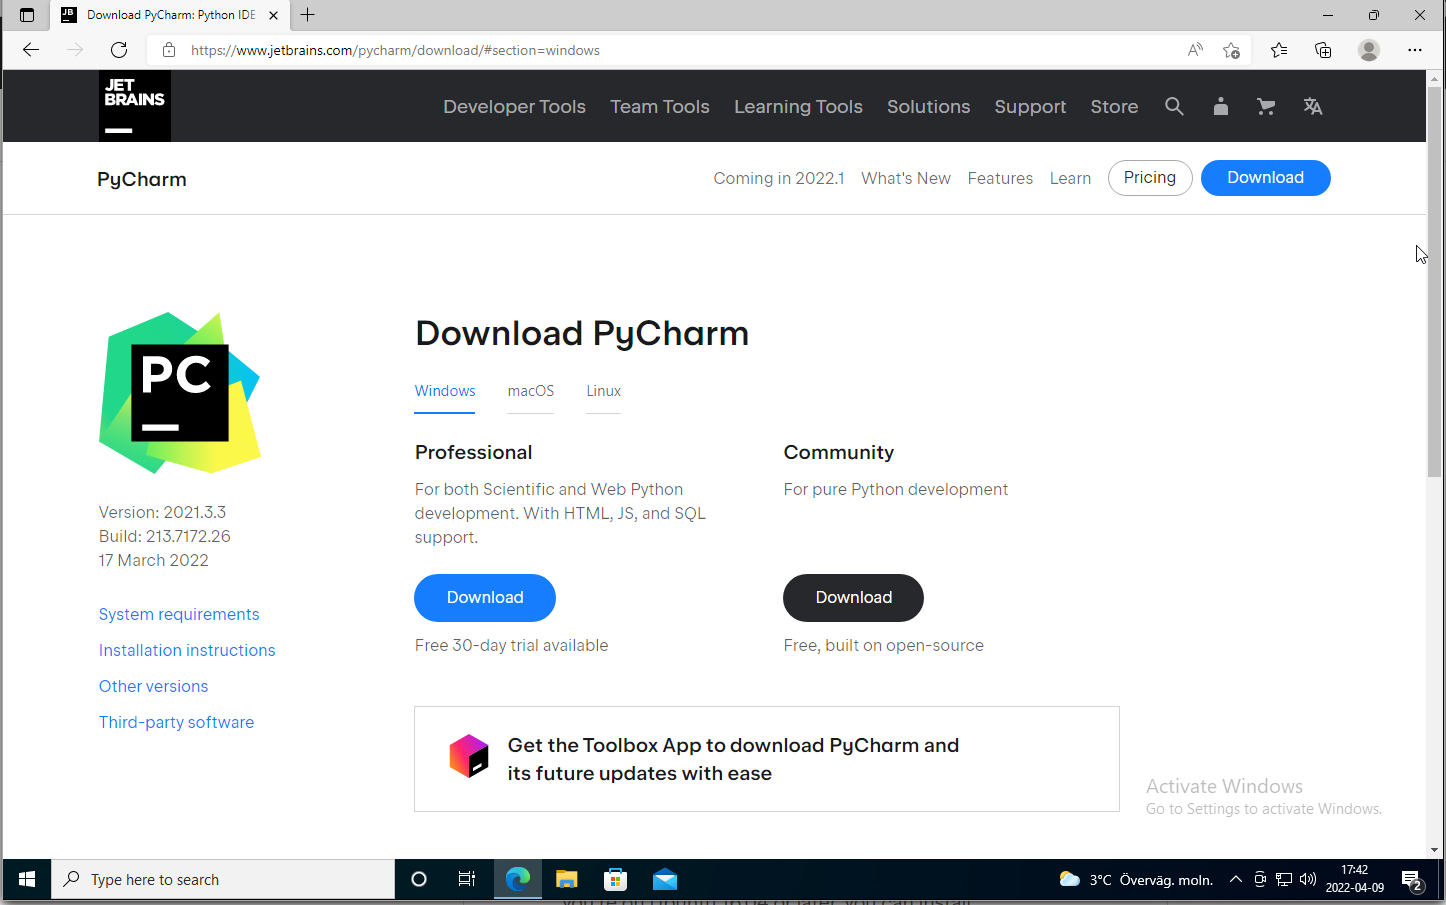 Download PyCharm: Python IDE
https://www.jetbrains.com/pycharm/download/#section=windows
JET
BRAINS
Developer Tools Team Tools Learning Tools Solutions Support Store
PyCharm
Coming in 2022.1 What's New Features Learn Pricing Download
PC
Version: 2021.3.3
Build: 213.7172.26
17 March 2022
System requirements
Installation instructions
Other versions
Third-party software
Download PyCharm
Windows macOS Linux
Professional
For both Scientific and Web Python
development. With HTML, JS, and SQL
support.
Download
Free 30-day trial available
Community
For pure Python development
Download
Free, built on open-source
Get the Toolbox App to download PyCharm and
its future updates with ease
Activate Windows
Go to Settings to activate Windows.
Type here to search
3°C Överväg. moln.
17:42
2022-04-09
2